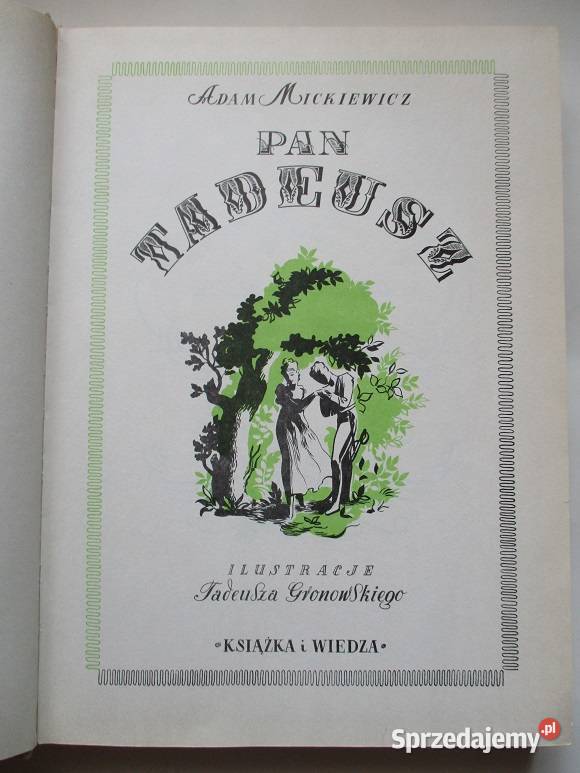 ADAM MICKIEWICZ
PAN
TADEUSZ
ILUSTRACJE
Tadeusza Gronowskiego
• KSIĄŻKA i WIEDZA •
Sprzedajemy.pl